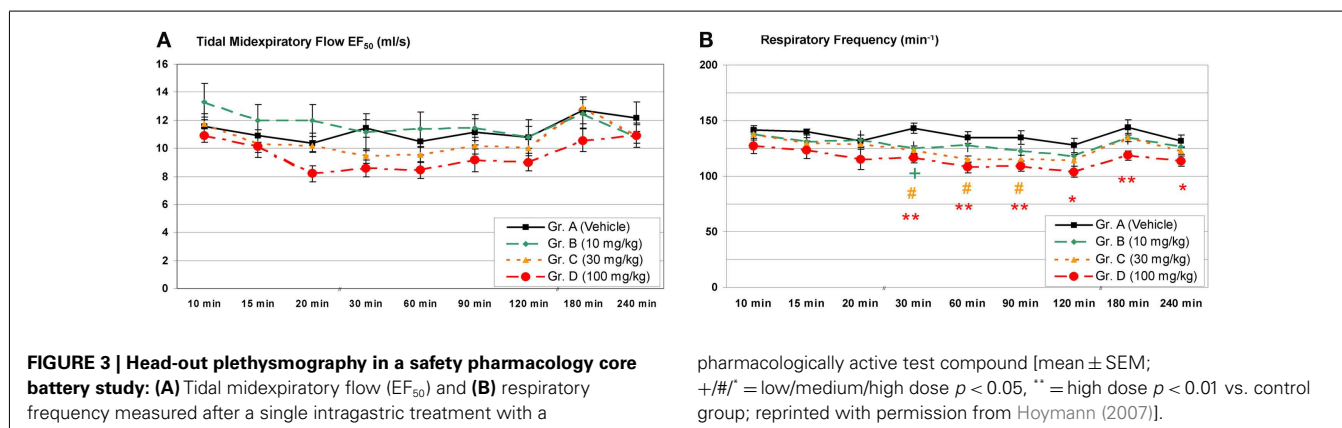 A Tidal Midexpiratory Flow EF50 (ml/s)
16
14
12
10
8
6
4
2
0
10 min 15 min 20 min 30 min 60 min 90 min 120 min 180 min 240 min
//
//
Gr. A (Vehicle)
Gr. B (10 mg/kg)
Gr. C (30 mg/kg)
Gr. D (100 mg/kg)
B Respiratory Frequency (min⁻¹)
200
150
100
50
0
+
# # #
** ** ** * ** *
10 min 15 min 20 min 30 min 60 min 90 min 120 min 180 min 240 min
//
//
Gr. A (Vehicle)
Gr. B (10 mg/kg)
Gr. C (30 mg/kg)
Gr. D (100 mg/kg)
FIGURE 3 | Head-out plethysmography in a safety pharmacology core
battery study: (A) Tidal midexpiratory flow (EF50) and (B) respiratory
frequency measured after a single intragastric treatment with a
pharmacologically active test compound [mean ± SEM;
+/#/* = low/medium/high dose p < 0.05, ** = high dose p < 0.01 vs. control
group; reprinted with permission from Hoymann (2007)].